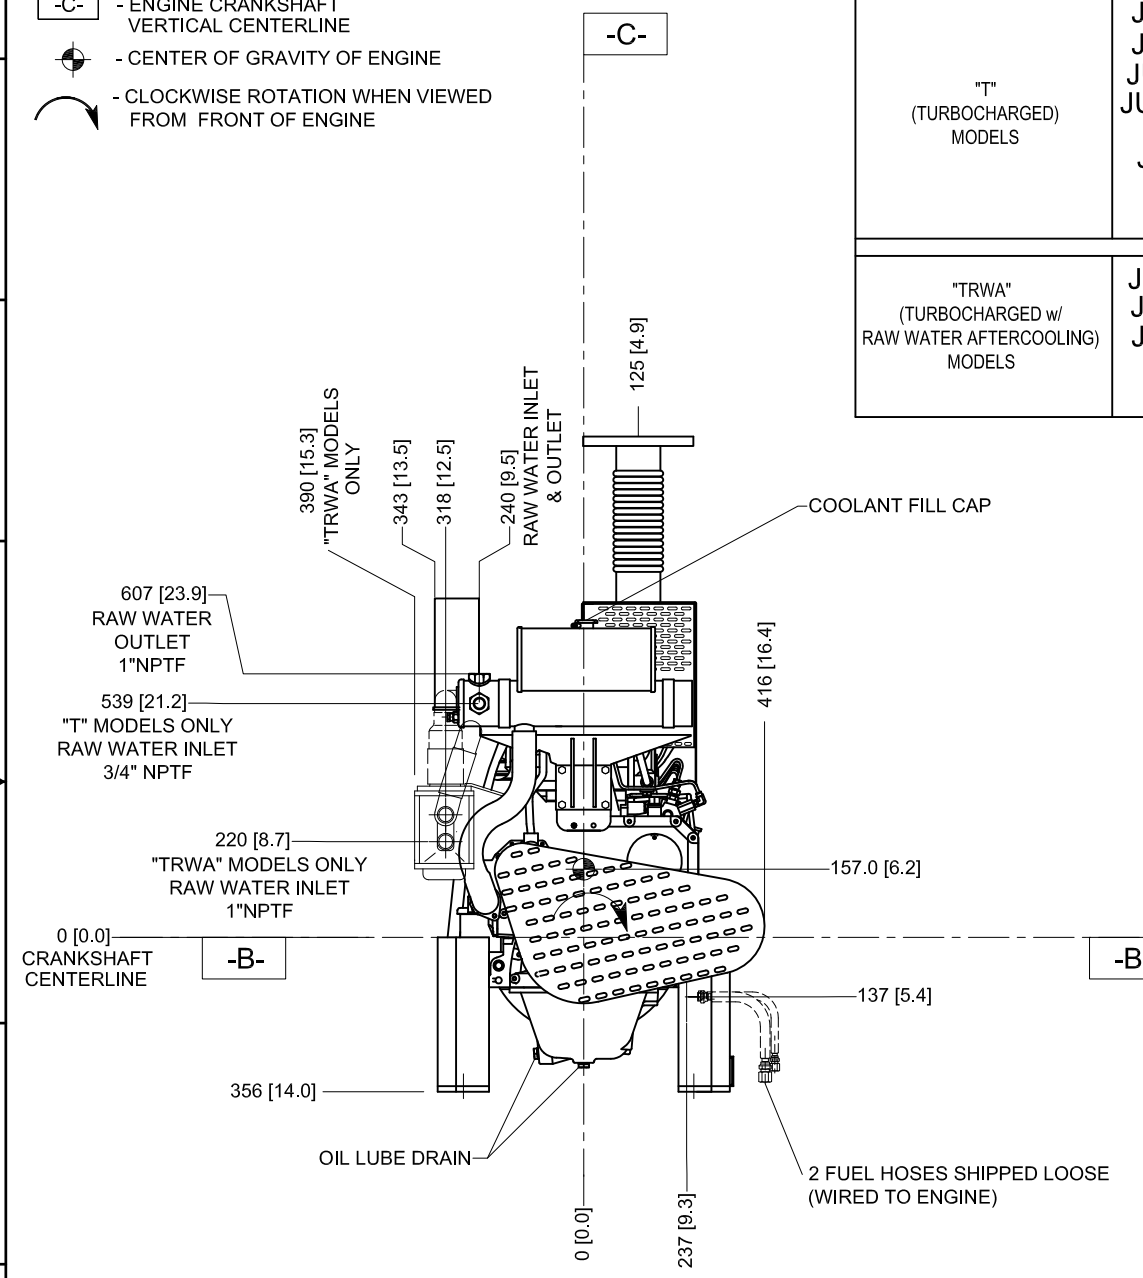 -C-
- ENGINE CRANKSHAFT
VERTICAL CENTERLINE
- CENTER OF GRAVITY OF ENGINE
- CLOCKWISE ROTATION WHEN VIEWED
FROM FRONT OF ENGINE
-C-
"T"
(TURBOCHARGED)
MODELS
"TRWA"
(TURBOCHARGED w/
RAW WATER AFTERCOOLING)
MODELS
125 [4.9]
390 [15.3]
"TRWA" MODELS
ONLY
343 [13.5]
318 [12.5]
240 [9.5]
RAW WATER INLET
& OUTLET
COOLANT FILL CAP
607 [23.9]
RAW WATER
OUTLET
1"NPTF
416 [16.4]
539 [21.2]
"T" MODELS ONLY
RAW WATER INLET
3/4" NPTF
220 [8.7]
"TRWA" MODELS ONLY
RAW WATER INLET
1"NPTF
157.0 [6.2]
0 [0.0]
CRANKSHAFT
CENTERLINE
-B-
-B
137 [5.4]
356 [14.0]
OIL LUBE DRAIN
2 FUEL HOSES SHIPPED LOOSE
(WIRED TO ENGINE)
0 [0.0]
237 [9.3]